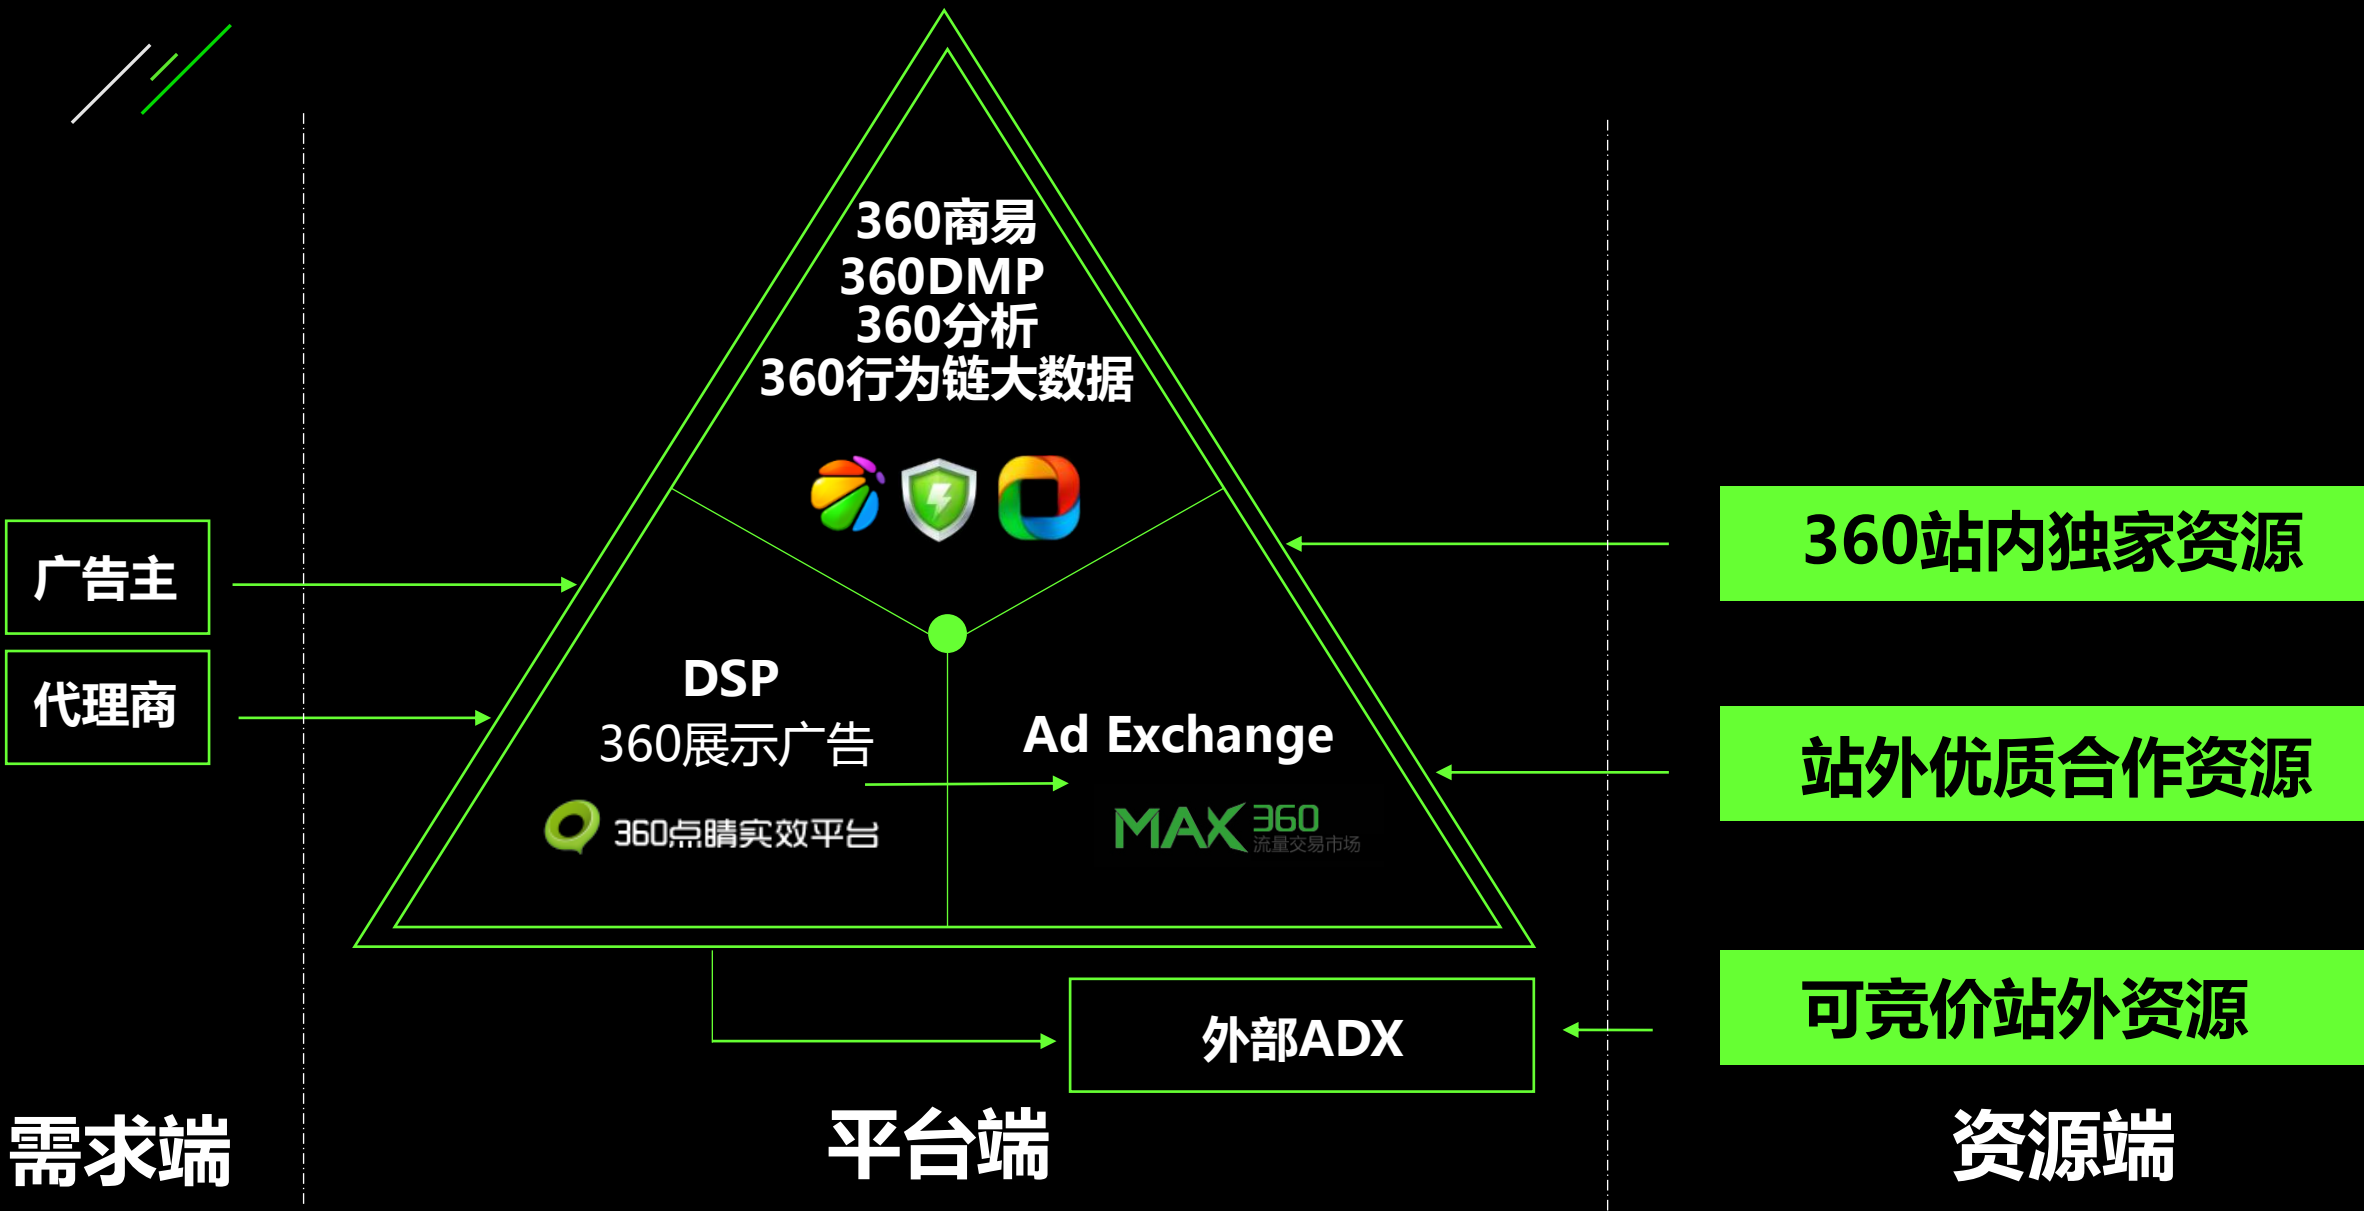 360商易
360DMP
360分析
360行为链大数据
广告主
代理商
DSP
360展示广告
360点睛实效平台
Ad Exchange
MAX 360
流量交易市场
外部ADX
360站内独家资源
站外优质合作资源
可竞价站外资源
需求端
平台端
资源端